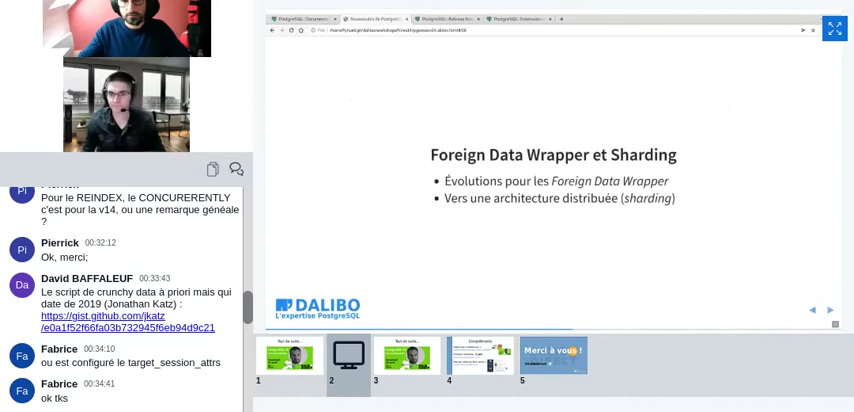 Pi
Pour le REINDEX, le CONCURERENTLY
c'est pour la v14, ou une remarque généale
?
Pi
Pierrick 00:32:12
Ok, merci;
Da
David BAFFALEUF 00:33:43
Le script de crunchy data à priori mais qui
date de 2019 (Jonathan Katz) :
https://gist.github.com/jkatz
/e0a1f52f66fa03b732945f6eb94d9c21
Fa
Fabrice 00:34:10
ou est configuré le target_session_attrs
Fa
Fabrice 00:34:41
ok tks
Foreign Data Wrapper et Sharding
Évolutions pour les Foreign Data Wrapper
Vers une architecture distribuée (sharding)
DALIBO
L'expertise PostgreSQL
Merci à vous !
1
2
3
4
5